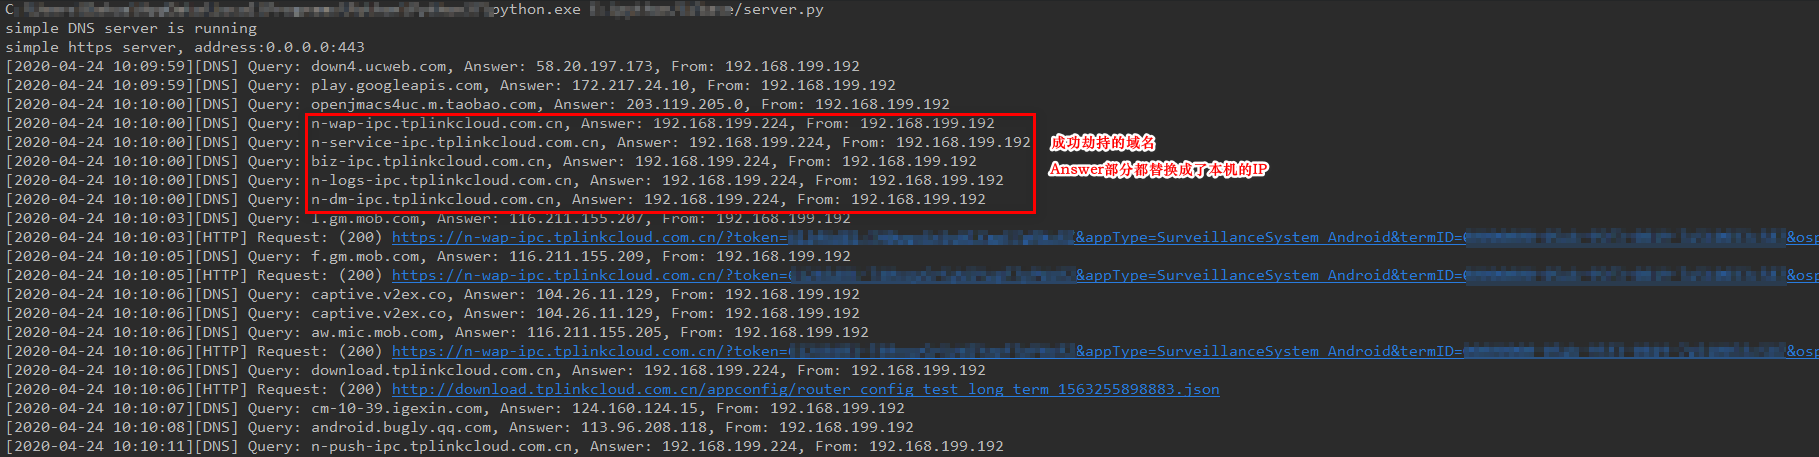 C python.exe /server.py
simple DNS server is running
simple https server, address:0.0.0.0:443
[2020-04-24 10:09:59][DNS] Query: down4.ucweb.com, Answer: 58.20.197.173, From: 192.168.199.192
[2020-04-24 10:09:59][DNS] Query: play.googleapis.com, Answer: 172.217.24.10, From: 192.168.199.192
[2020-04-24 10:10:00][DNS] Query: openjmacs4uc.m.taobao.com, Answer: 203.119.205.0, From: 192.168.199.192
[2020-04-24 10:10:00][DNS] Query: n-wap-ipc.tplinkcloud.com.cn, Answer: 192.168.199.224, From: 192.168.199.192
[2020-04-24 10:10:00][DNS] Query: n-service-ipc.tplinkcloud.com.cn, Answer: 192.168.199.224, From: 192.168.199.192
成功劫持的域名
[2020-04-24 10:10:00][DNS] Query: biz-ipc.tplinkcloud.com.cn, Answer: 192.168.199.224, From: 192.168.199.192
Answer部分都替换成了本机的IP
[2020-04-24 10:10:00][DNS] Query: n-logs-ipc.tplinkcloud.com.cn, Answer: 192.168.199.224, From: 192.168.199.192
[2020-04-24 10:10:00][DNS] Query: n-dm-ipc.tplinkcloud.com.cn, Answer: 192.168.199.224, From: 192.168.199.192
[2020-04-24 10:10:03][DNS] Query: i.gm.mob.com, Answer: 116.211.155.207, From: 192.168.199.192
[2020-04-24 10:10:03][HTTP] Request: (200) https://n-wap-ipc.tplinkcloud.com.cn/?token= &appType=SurveillanceSystem_Android&termID= &osp
[2020-04-24 10:10:05][DNS] Query: f.gm.mob.com, Answer: 116.211.155.209, From: 192.168.199.192
[2020-04-24 10:10:05][HTTP] Request: (200) https://n-wap-ipc.tplinkcloud.com.cn/?token= &appType=SurveillanceSystem_Android&termID= &osp
[2020-04-24 10:10:06][DNS] Query: captive.v2ex.co, Answer: 104.26.11.129, From: 192.168.199.192
[2020-04-24 10:10:06][DNS] Query: captive.v2ex.co, Answer: 104.26.11.129, From: 192.168.199.192
[2020-04-24 10:10:06][DNS] Query: aw.mic.mob.com, Answer: 116.211.155.205, From: 192.168.199.192
[2020-04-24 10:10:06][HTTP] Request: (200) https://n-wap-ipc.tplinkcloud.com.cn/?token= &appType=SurveillanceSystem_Android&termID= &osp
[2020-04-24 10:10:06][DNS] Query: download.tplinkcloud.com.cn, Answer: 192.168.199.224, From: 192.168.199.192
[2020-04-24 10:10:06][HTTP] Request: (200) http://download.tplinkcloud.com.cn/appconfig/router_config_test_long_term_1563255898883.json
[2020-04-24 10:10:07][DNS] Query: cm-10-39.igexin.com, Answer: 124.160.124.15, From: 192.168.199.192
[2020-04-24 10:10:08][DNS] Query: android.bugly.qq.com, Answer: 113.96.208.118, From: 192.168.199.192
[2020-04-24 10:10:11][DNS] Query: n-push-ipc.tplinkcloud.com.cn, Answer: 192.168.199.224, From: 192.168.199.192